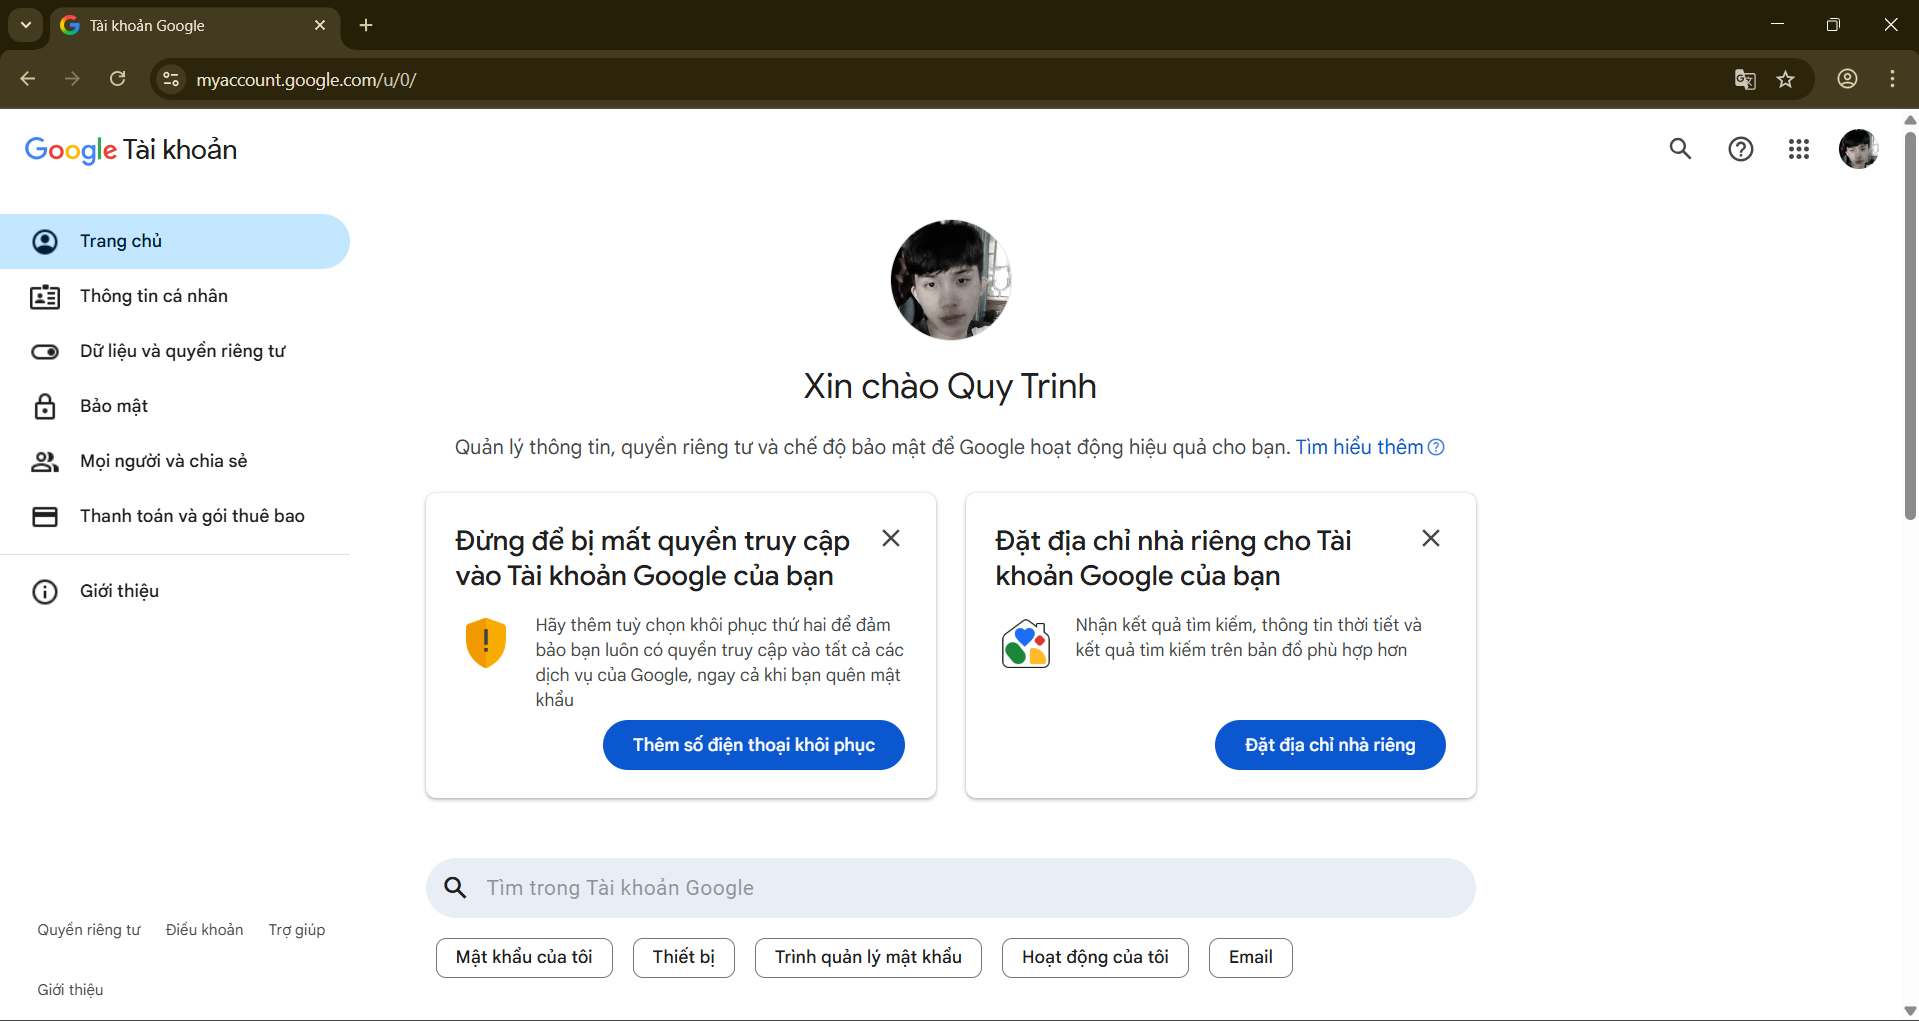 Tài khoản Google
myaccount.google.com/u/0/
Google Tài khoản
Trang chủ
Thông tin cá nhân
Dữ liệu và quyền riêng tư
Bảo mật
Mọi người và chia sẻ
Thanh toán và gói thuê bao
Giới thiệu
Quyền riêng tư Điều khoản Trợ giúp
Giới thiệu
Xin chào Quy Trinh
Quản lý thông tin, quyền riêng tư và chế độ bảo mật để Google hoạt động hiệu quả cho bạn. Tìm hiểu thêm
Đừng để bị mất quyền truy cập
vào Tài khoản Google của bạn
Hãy thêm tuỳ chọn khôi phục thứ hai để đảm
bảo bạn luôn có quyền truy cập vào tất cả các
dịch vụ của Google, ngay cả khi bạn quên mật
khẩu
Thêm số điện thoại khôi phục
Đặt địa chỉ nhà riêng cho Tài
khoản Google của bạn
Nhận kết quả tìm kiếm, thông tin thời tiết và
kết quả tìm kiếm trên bản đồ phù hợp hơn
Đặt địa chỉ nhà riêng
Tìm trong Tài khoản Google
Mật khẩu của tôi Thiết bị Trình quản lý mật khẩu Hoạt động của tôi Email